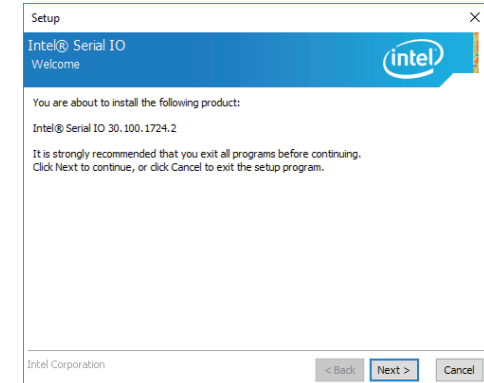 Setup
Intel® Serial IO
Welcome
intel
You are about to install the following product:
Intel® Serial IO 30.100.1724.2
It is strongly recommended that you exit all programs before continuing.
Click Next to continue, or click Cancel to exit the setup program.
Intel Corporation
< Back Next > Cancel